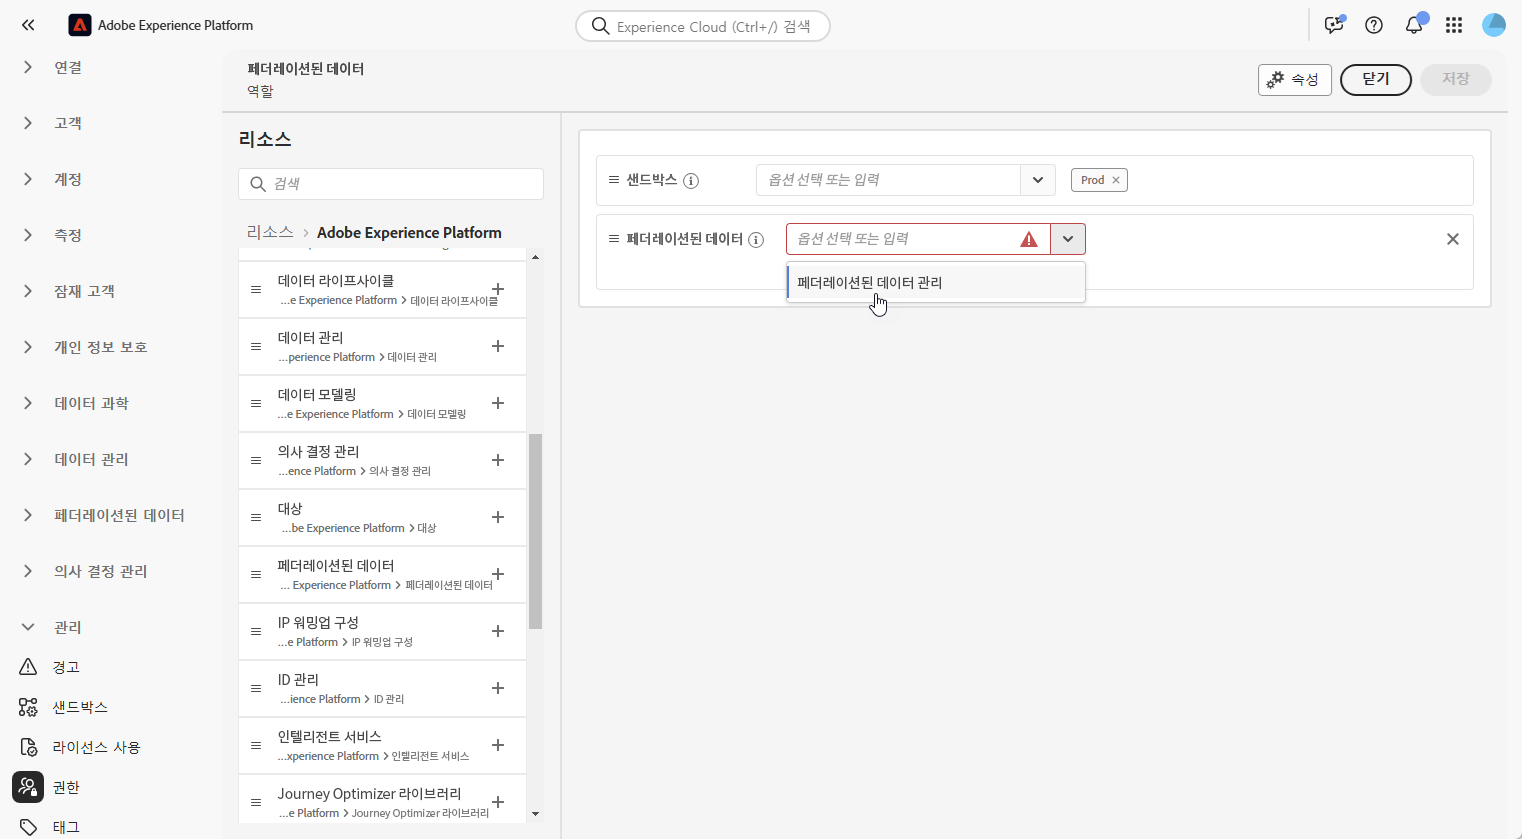 Adobe Experience Platform
Experience Cloud (Ctrl+/) 검색
연결
고객
계정
측정
잠재 고객
개인 정보 보호
데이터 과학
데이터 관리
페더레이션된 데이터
의사 결정 관리
관리
경고
샌드박스
라이선스 사용
권한
태그
페더레이션된 데이터
역할
속성
닫기
저장
리소스
검색
리소스 > Adobe Experience Platform
데이터 라이프사이클
...e Experience Platform > 데이터 라이프사이클
데이터 관리
...perience Platform > 데이터 관리
데이터 모델링
...e Experience Platform > 데이터 모델링
의사 결정 관리
...ence Platform > 의사 결정 관리
대상
...be Experience Platform > 대상
페더레이션된 데이터
... Experience Platform > 페더레이션된 데이터
IP 워밍업 구성
...e Platform > IP 워밍업 구성
ID 관리
...ience Platform > ID 관리
인텔리전트 서비스
...xperience Platform > 인텔리전트 서비스
Journey Optimizer 라이브러리
...e Platform > Journey Optimizer 라이브러리
샌드박스 옵션 선택 또는 입력 Prod
페더레이션된 데이터 옵션 선택 또는 입력
페더레이션된 데이터 관리